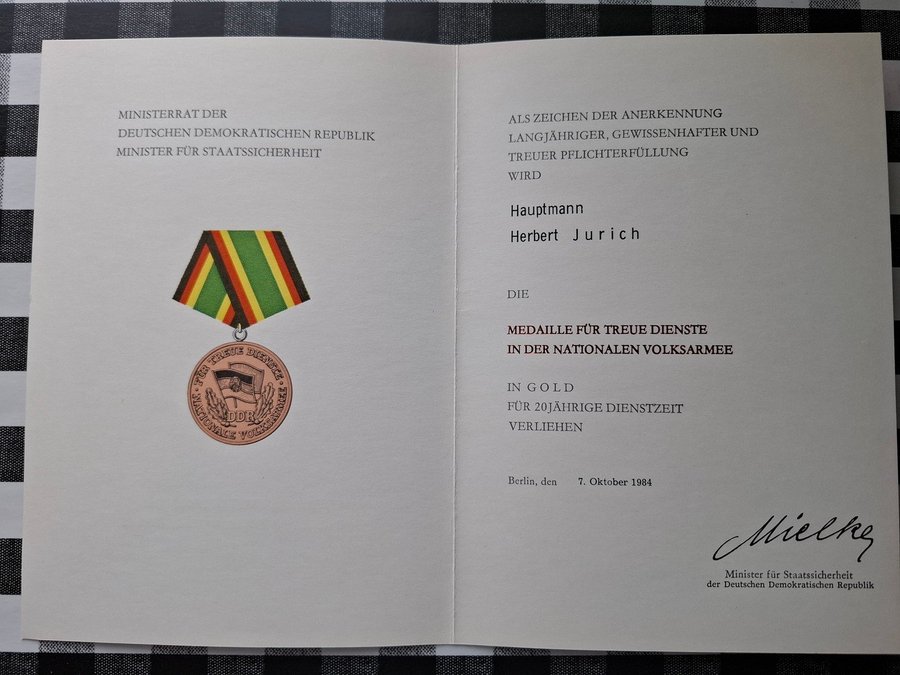 MINISTERRAT DER
DEUTSCHEN DEMOKRATISCHEN REPUBLIK
MINISTER FÜR STAATSSICHERHEIT
FÜR TREUE DIENSTE
DDR
NATIONALE VOLKSARMEE
ALS ZEICHEN DER ANERKENNUNG
LANGJÄHRIGER, GEWISSENHAFTER UND
TREUER PFLICHTERFÜLLUNG
WIRD
Hauptmann
Herbert Jurich
DIE
MEDAILLE FÜR TREUE DIENSTE
IN DER NATIONALEN VOLKSARMEE
IN GOLD
FÜR 20JÄHRIGE DIENSTZEIT
VERLIEHEN
Berlin, den 7. Oktober 1984
Mielke
Minister für Staatssicherheit
der Deutschen Demokratischen Republik